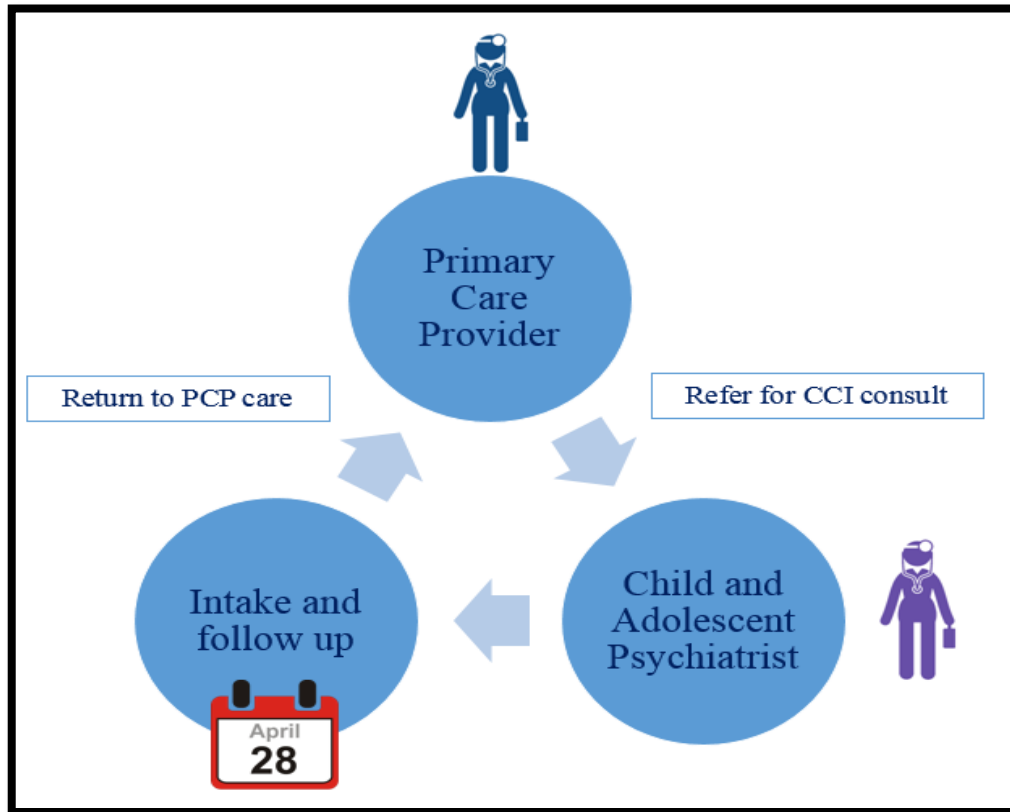 Primary
Care
Provider
Return to PCP care
Refer for CCI consult
Intake and
follow up
Child and
Adolescent
Psychiatrist
April
28